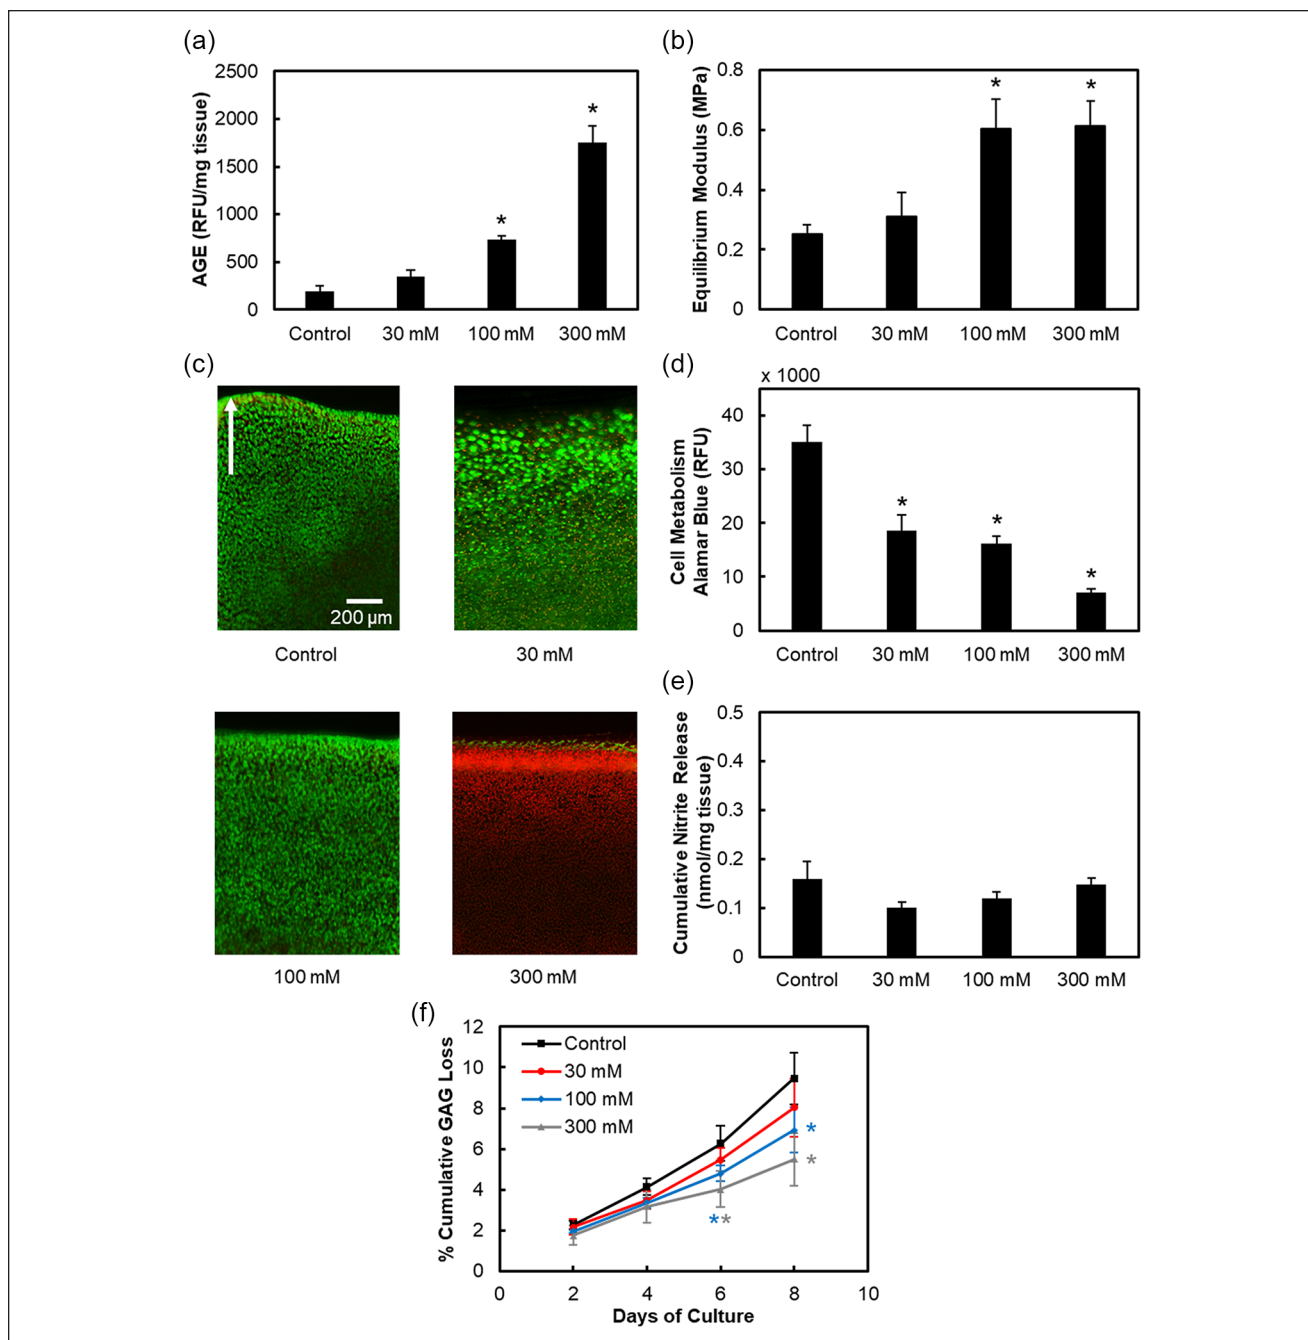 (a)
AGE (RFU/mg tissue)
2500
2000
1500
1000
500
0
*
*
Control 30 mM 100 mM 300 mM
(b)
Equilibrium Modulus (MPa)
0.8
0.6
0.4
0.2
0
*
*
Control 30 mM 100 mM 300 mM
(c)
200 µm
Control
30 mM
100 mM
300 mM
(d)
x 1000
Cell Metabolism
Alamar Blue (RFU)
40
30
20
10
0
*
*
*
Control 30 mM 100 mM 300 mM
(e)
Cumulative Nitrite Release
(nmol/mg tissue)
0.5
0.4
0.3
0.2
0.1
0
Control 30 mM 100 mM 300 mM
(f)
% Cumulative GAG Loss
12
10
8
6
4
2
0
Control
30 mM
100 mM
300 mM
*
*
**
0 2 4 6 8 10
Days of Culture